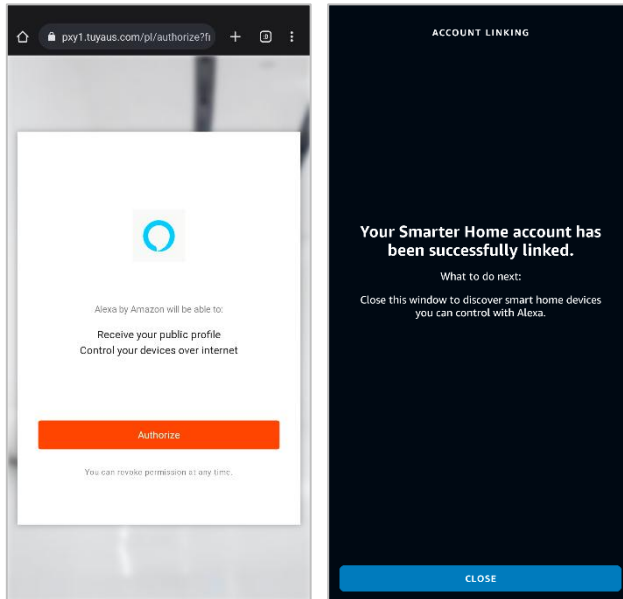 pxy1.tuyaus.com/pl/authorize?fi
Alexa by Amazon will be able to:
Receive your public profile
Control your devices over internet
Authorize
You can revoke permission at any time.
ACCOUNT LINKING
Your Smarter Home account has
been successfully linked.
What to do next:
Close this window to discover smart home devices
you can control with Alexa.
CLOSE